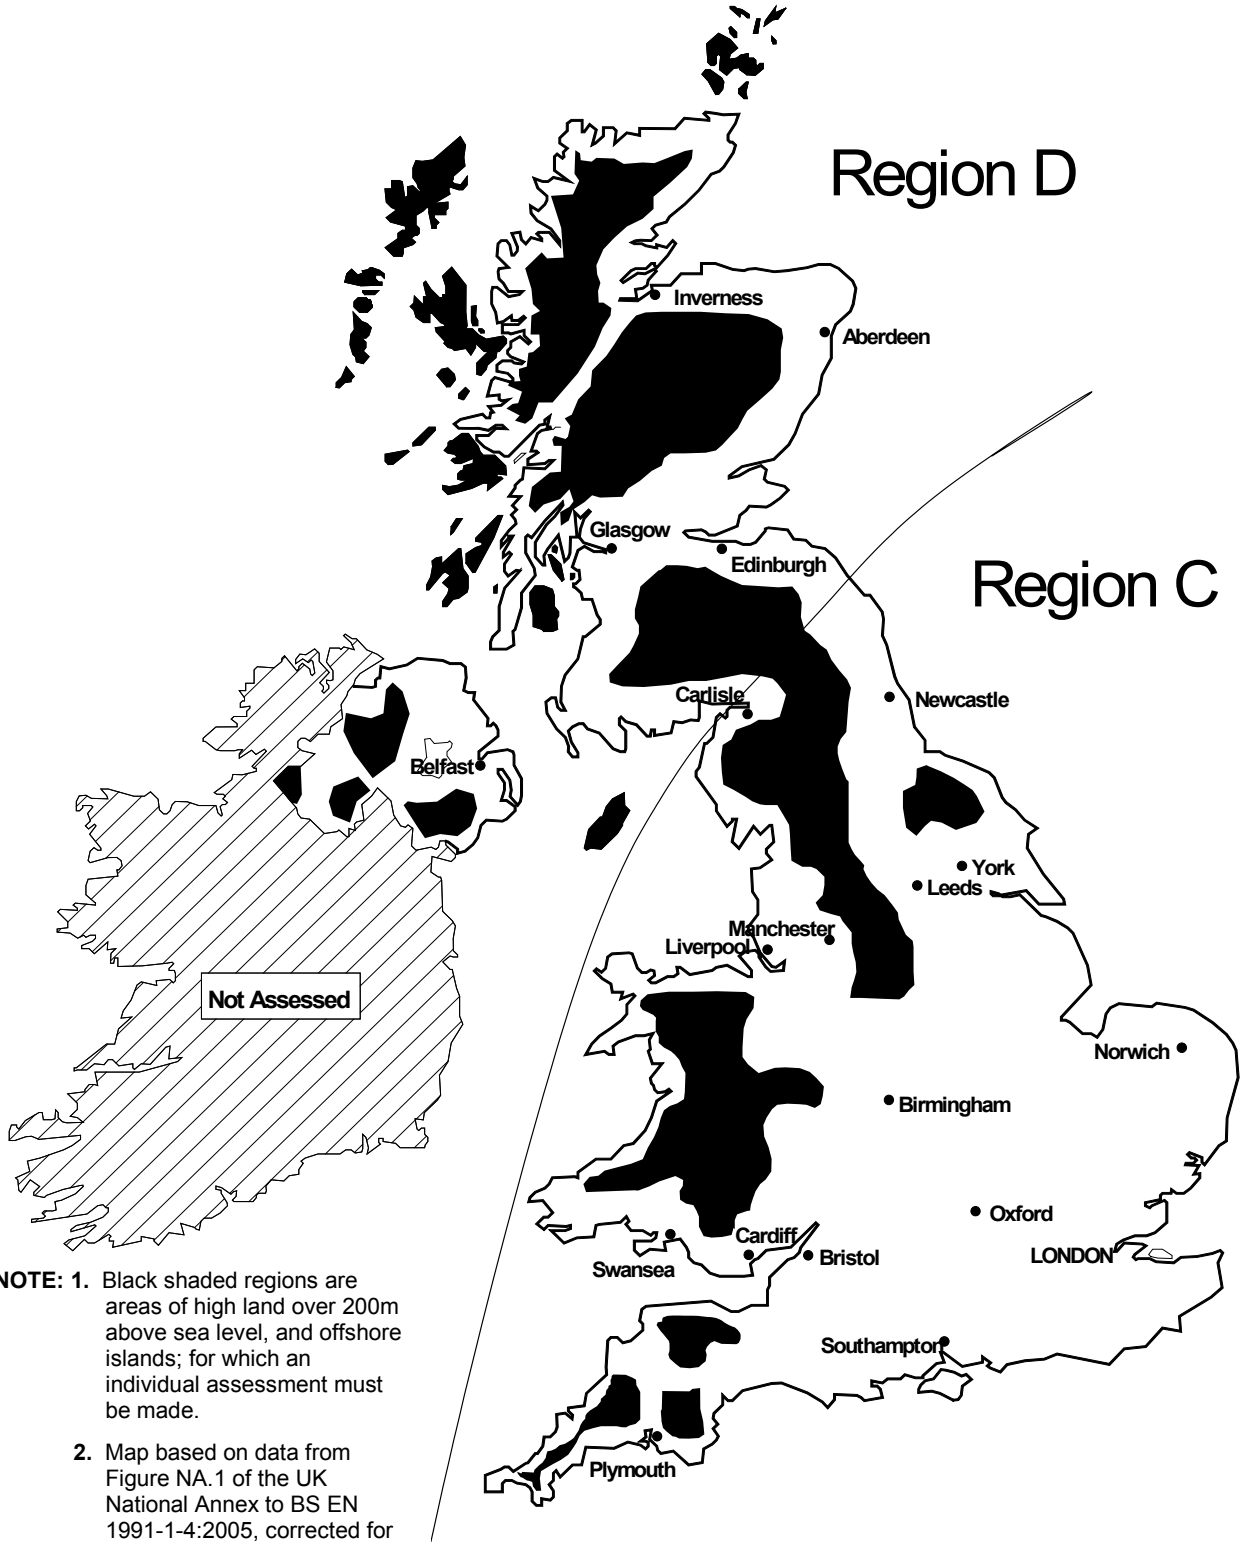 Region D
Inverness
Aberdeen
Glasgow
Edinburgh
Region C
Carlisle
Newcastle
Belfast
York
Leeds
Manchester
Liverpool
Not Assessed
Norwich
Birmingham
Oxford
Cardiff
LONDON
Bristol
Swansea
Southampton
Plymouth
NOTE: 1. Black shaded regions are
areas of high land over 200m
above sea level, and offshore
islands; for which an
individual assessment must
be made.
2. Map based on data from
Figure NA.1 of the UK
National Annex to BS EN
1991-1-4:2005, corrected for